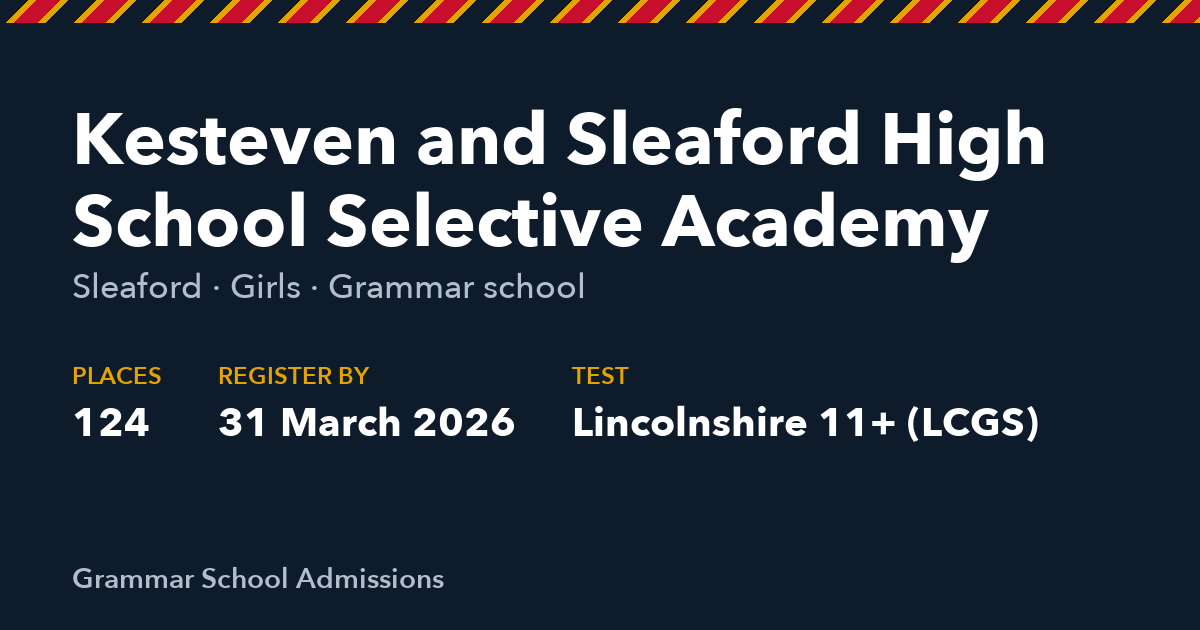 Kesteven and Sleaford High
School Selective Academy
Sleaford · Girls · Grammar school
PLACES REGISTER BY TEST
124 31 March 2026 Lincolnshire 11+ (LCGS)
Grammar School Admissions